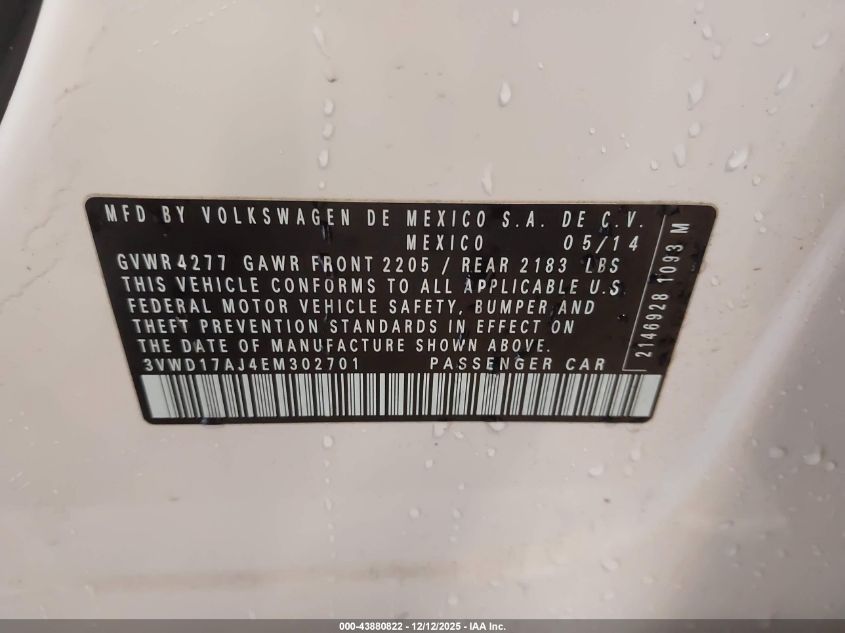 MFD BY VOLKSWAGEN DE MEXICO S.A. DE C.V.
MEXICO 05/14
GVWR 4277 GAWR FRONT 2205 / REAR 2183 LBS
THIS VEHICLE CONFORMS TO ALL APPLICABLE U.S
FEDERAL MOTOR VEHICLE SAFETY, BUMPER AND
THEFT PREVENTION STANDARDS IN EFFECT ON
THE DATE OF MANUFACTURE SHOWN ABOVE.
3VWD17AJ4EM302701 PASSENGER CAR
2146928 1093 M
000-43880822 - 12/12/2025 - IAA Inc.